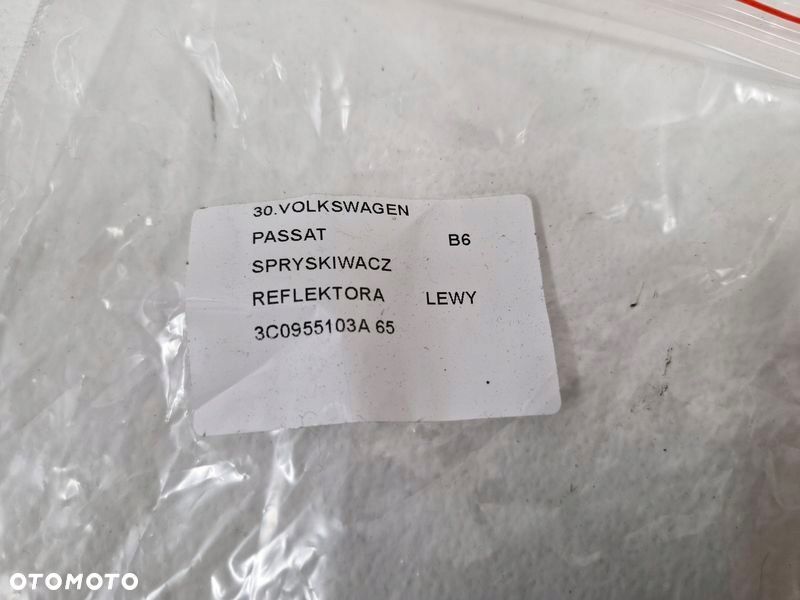 30.VOLKSWAGEN
PASSAT B6
SPRYSKIWACZ
REFLEKTORA LEWY
3C0955103A 65
OTOMOTO